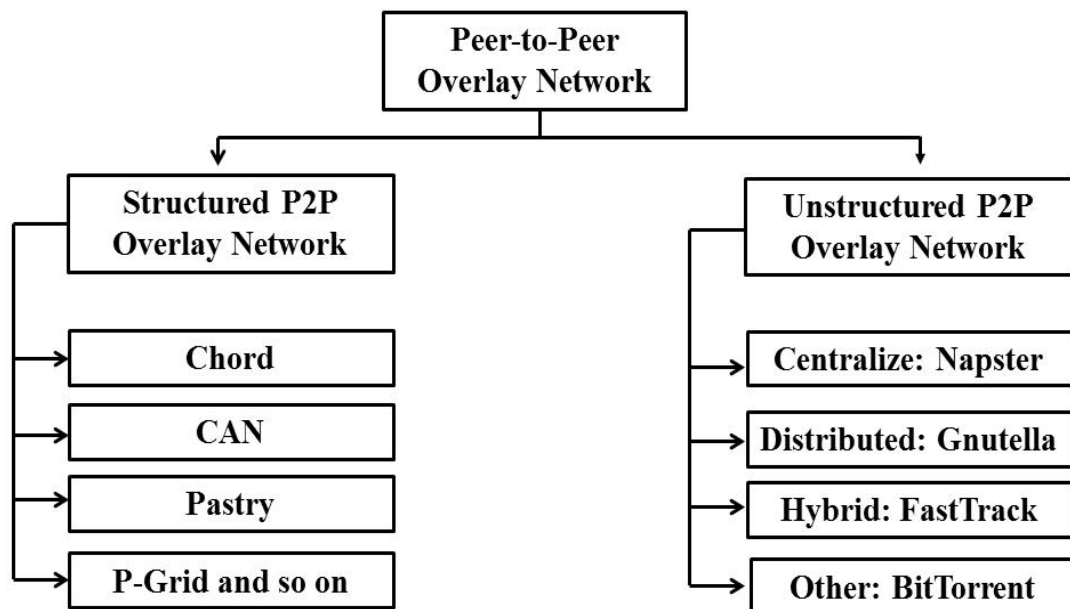 Peer-to-Peer
Overlay Network
Structured P2P
Overlay Network
Chord
CAN
Pastry
P-Grid and so on
Unstructured P2P
Overlay Network
Centralize: Napster
Distributed: Gnutella
Hybrid: FastTrack
Other: BitTorrent